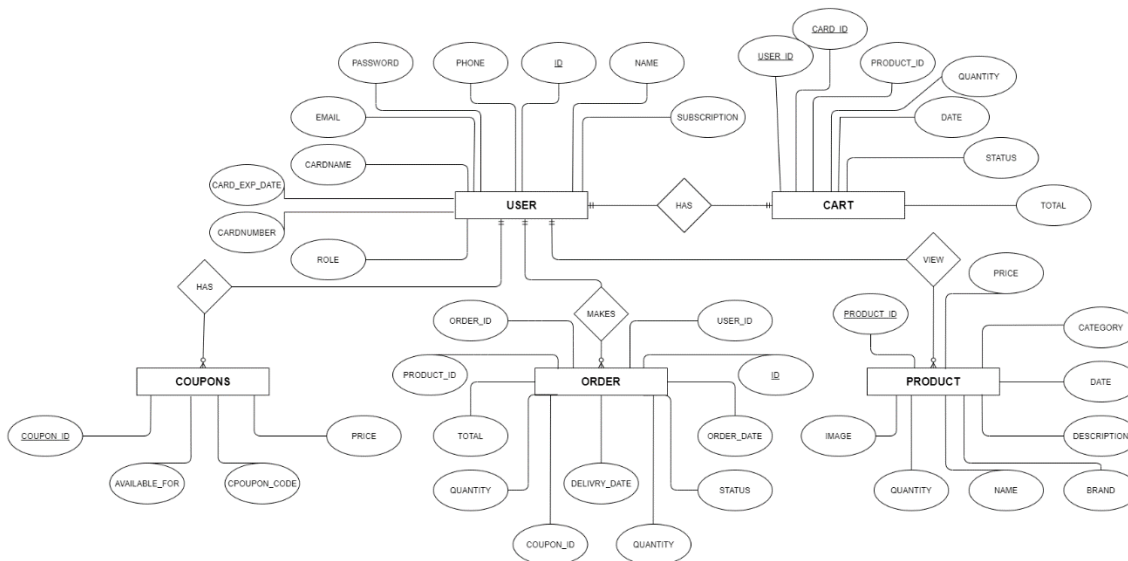 CARD_ID
USER_ID
PASSWORD
PHONE
ID
NAME
PRODUCT_ID
QUANTITY
EMAIL
SUBSCRIPTION
DATE
CARDNAME
STATUS
CARD_EXP_DATE
USER
HAS
CART
TOTAL
CARDNUMBER
ROLE
VIEW
PRICE
HAS
MAKES
ORDER_ID
USER_ID
PRODUCT_ID
CATEGORY
PRODUCT_ID
ID
COUPONS
ORDER
PRODUCT
DATE
COUPON_ID
PRICE
TOTAL
ORDER_DATE
IMAGE
DESCRIPTION
AVAILABLE_FOR
CPOUPON_CODE
QUANTITY
DELIVRY_DATE
STATUS
QUANTITY
NAME
BRAND
COUPON_ID
QUANTITY